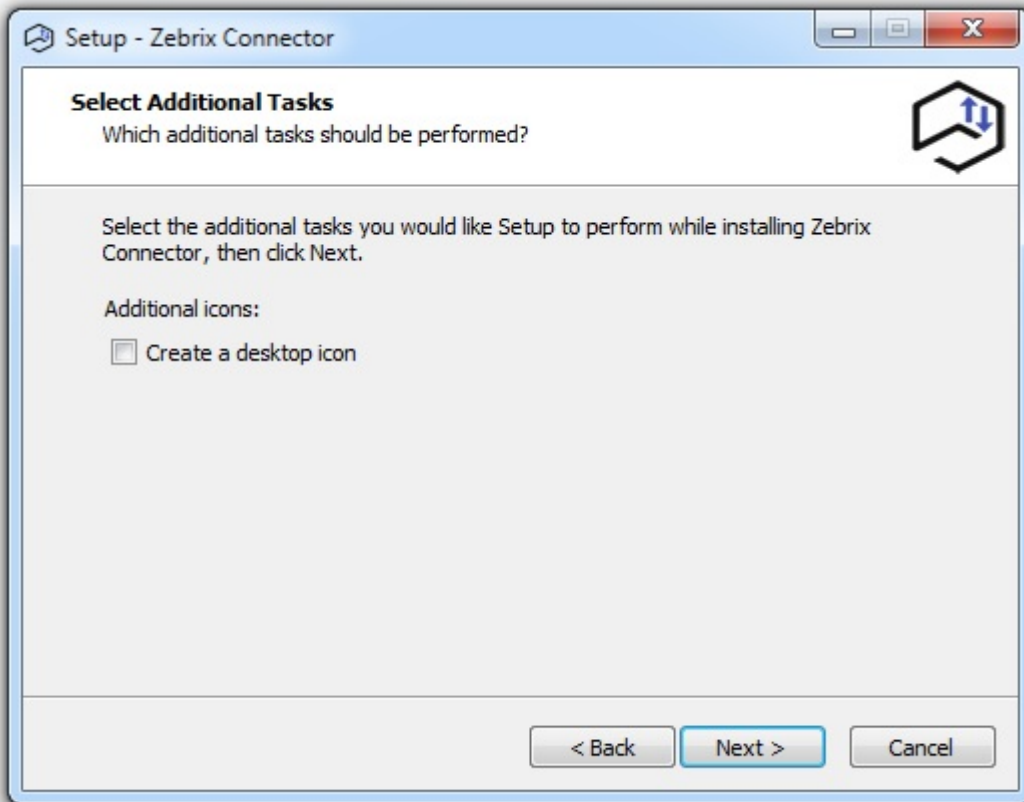 Setup - Zebrix Connector
Select Additional Tasks
Which additional tasks should be performed?
Select the additional tasks you would like Setup to perform while installing Zebrix
Connector, then click Next.
Additional icons:
Create a desktop icon
< Back
Next >
Cancel